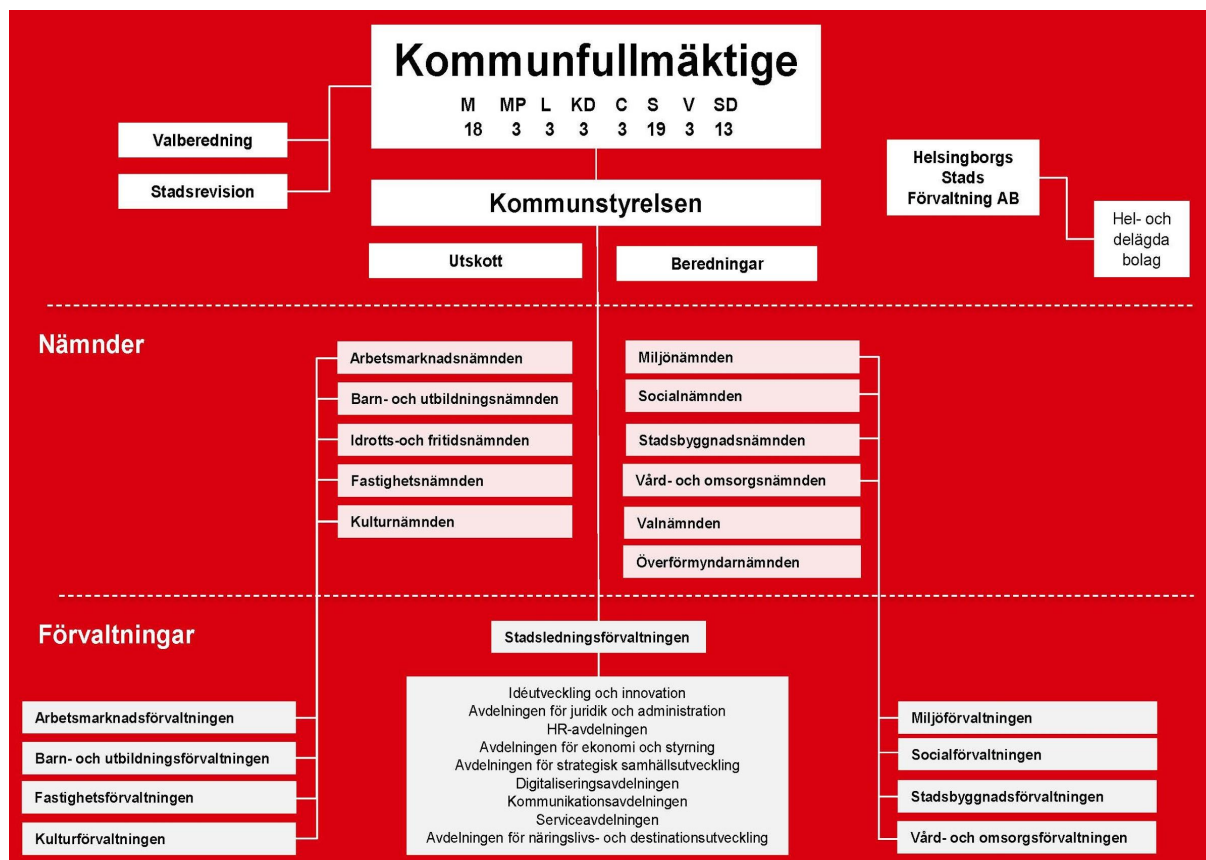 Kommunfullmäktige
M MP L KD C S V SD
18 3 3 3 3 19 3 13
Valberedning
Stadsrevision
Helsingborgs
Stads
Förvaltning AB
Hel- och
delägda
bolag
Kommunstyrelsen
Utskott
Beredningar
Nämnder
Arbetsmarknadsnämnden
Barn- och utbildningsnämnden
Idrotts-och fritidsnämnden
Fastighetsnämnden
Kulturnämnden
Miljönämnden
Socialnämnden
Stadsbyggnadsnämnden
Vård- och omsorgsnämnden
Valnämnden
Överförmyndarnämnden
Förvaltningar
Stadsledningsförvaltningen
Idéutveckling och innovation
Avdelningen för juridik och administration
HR-avdelningen
Avdelningen för ekonomi och styrning
Avdelningen för strategisk samhällsutveckling
Digitaliseringsavdelningen
Kommunikationsavdelningen
Serviceavdelningen
Avdelningen för näringslivs- och destinationsutveckling
Arbetsmarknadsförvaltningen
Barn- och utbildningsförvaltningen
Fastighetsförvaltningen
Kulturförvaltningen
Miljöförvaltningen
Socialförvaltningen
Stadsbyggnadsförvaltningen
Vård- och omsorgsförvaltningen